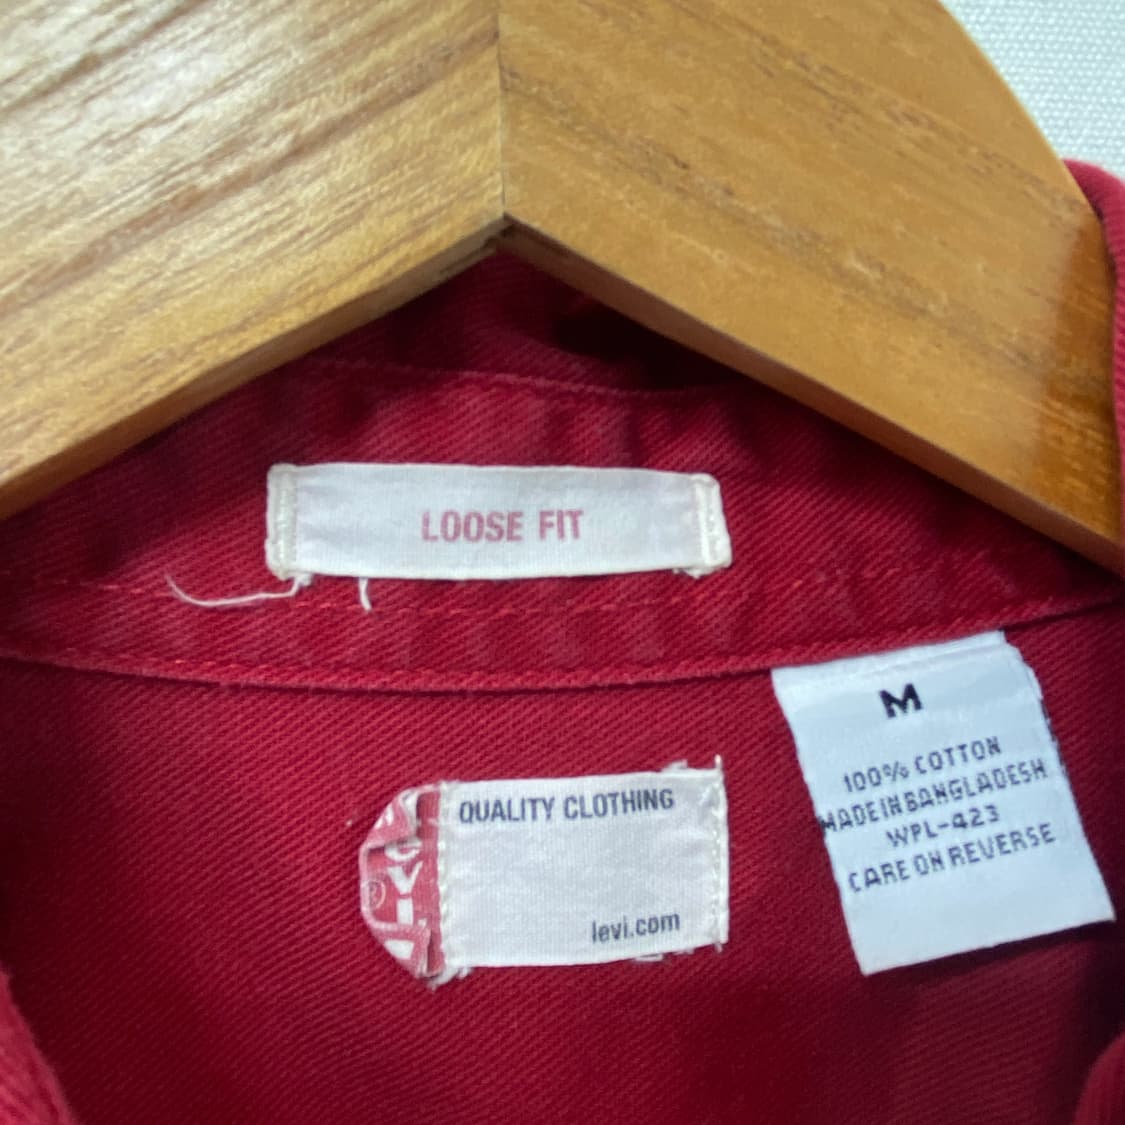 LOOSE FIT
QUALITY CLOTHING
levi.com
M
100% COTTON
MADE IN BANGLADESH
WPL-423
CARE ON REVERSE